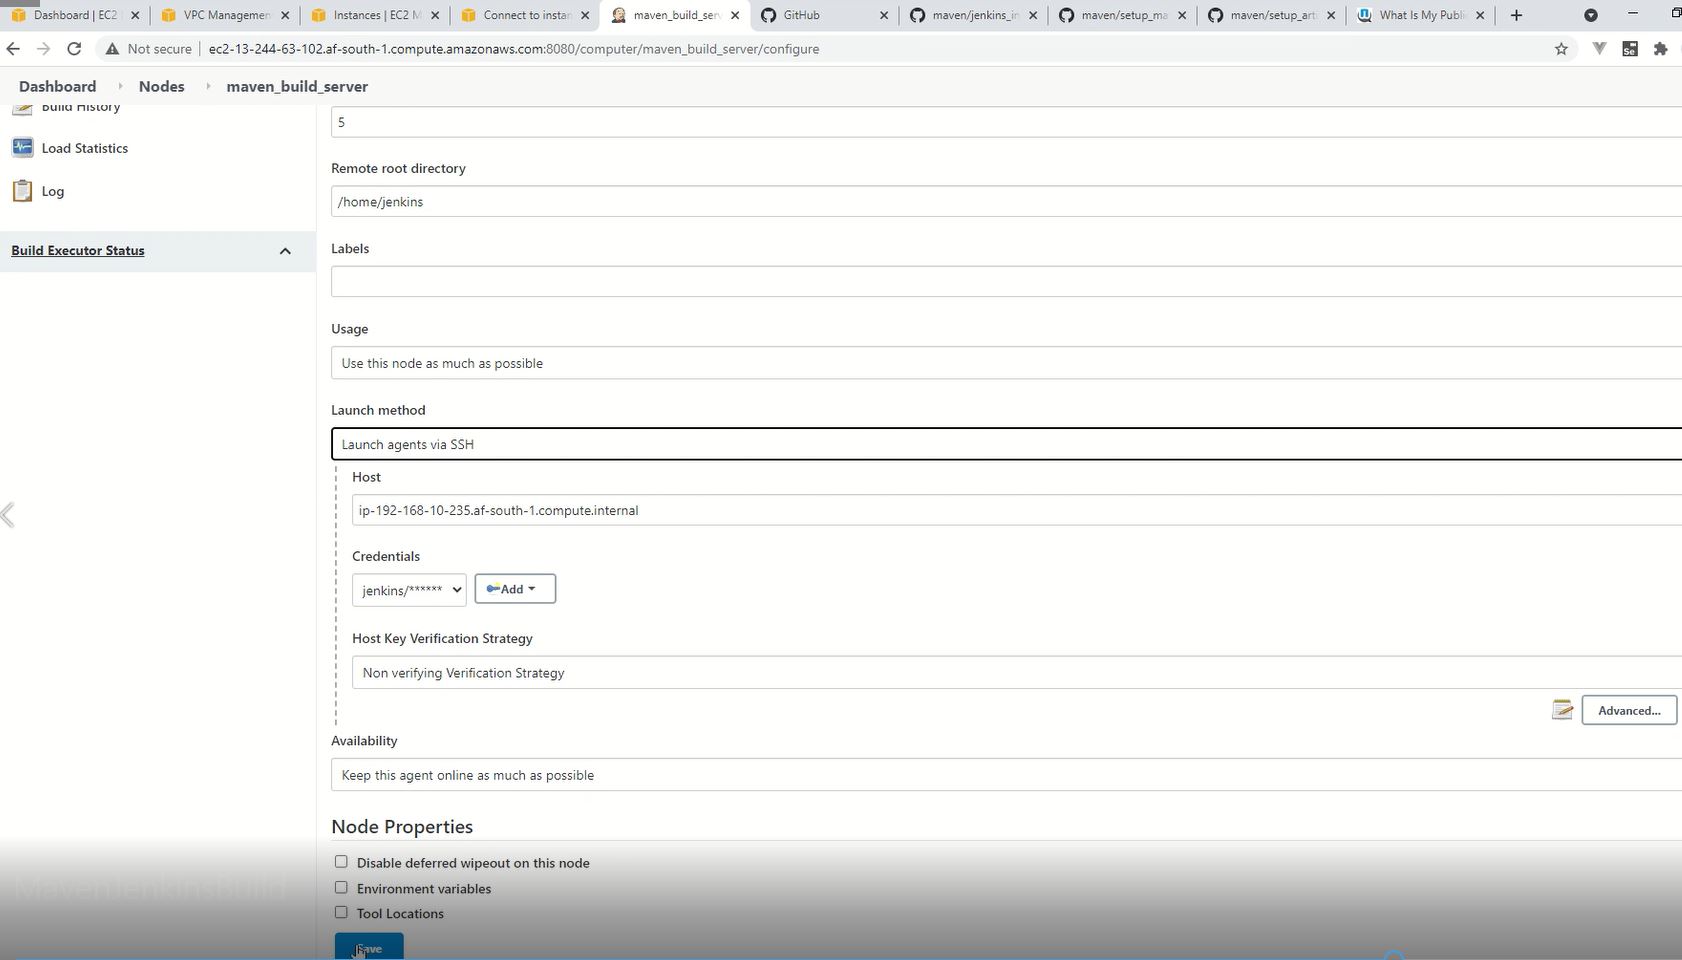 Dashboard | EC2
VPC Management
Instances | EC2 M
Connect to instan
maven_build_serv
GitHub
maven/jenkins_in
maven/setup_ma
maven/setup_art
What Is My Publi
Not secure
ec2-13-244-63-102.af-south-1.compute.amazonaws.com:8080/computer/maven_build_server/configure
Dashboard
Nodes
maven_build_server
Build History
Load Statistics
Log
Build Executor Status
5
Remote root directory
/home/jenkins
Labels
Usage
Use this node as much as possible
Launch method
Launch agents via SSH
Host
ip-192-168-10-235.af-south-1.compute.internal
Credentials
jenkins/******
Add
Host Key Verification Strategy
Non verifying Verification Strategy
Advanced...
Availability
Keep this agent online as much as possible
Node Properties
Disable deferred wipeout on this node
Environment variables
Tool Locations
MavenJenkinsBuild
Save